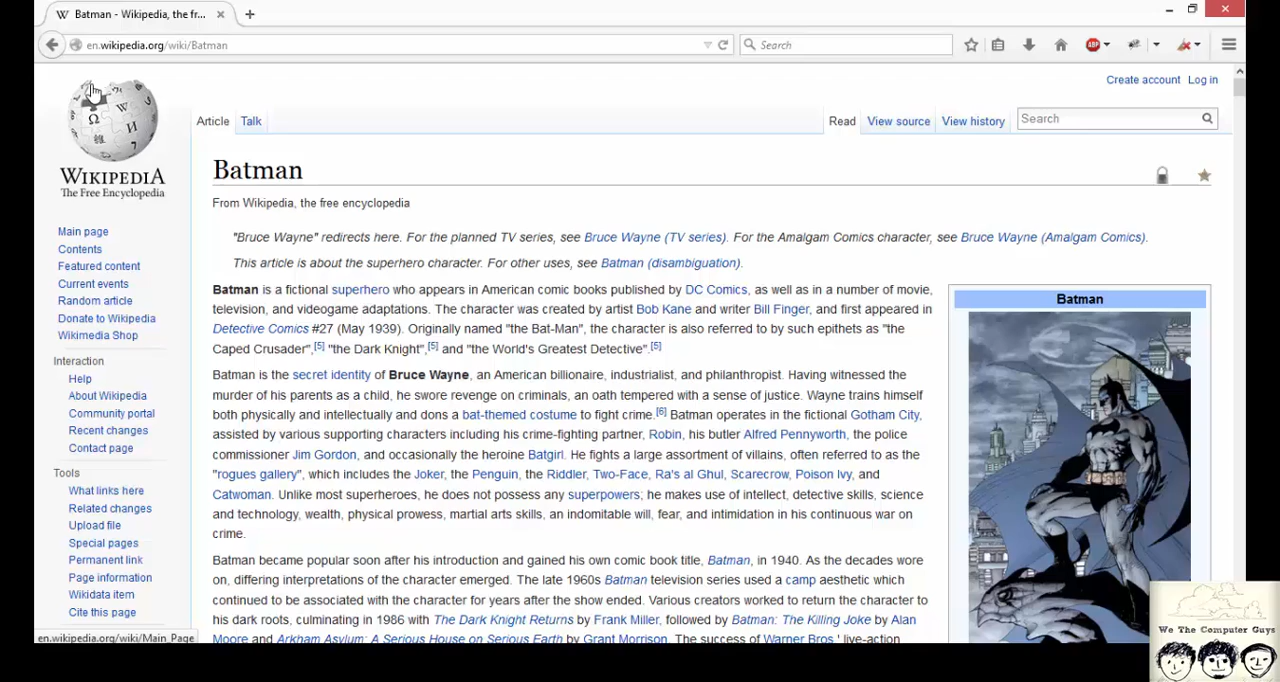 Batman - Wikipedia, the fr...
en.wikipedia.org/wiki/Batman
Search
ABP
Create account Log in
WIKIPEDIA
The Free Encyclopedia
Article Talk
Read View source View history
Search
Main page
Contents
Featured content
Current events
Random article
Donate to Wikipedia
Wikimedia Shop
Interaction
Help
About Wikipedia
Community portal
Recent changes
Contact page
Tools
What links here
Related changes
Upload file
Special pages
Permanent link
Page information
Wikidata item
Cite this page
en.wikipedia.org/wiki/Main_Page
Batman
From Wikipedia, the free encyclopedia
"Bruce Wayne" redirects here. For the planned TV series, see Bruce Wayne (TV series). For the Amalgam Comics character, see Bruce Wayne (Amalgam Comics).
This article is about the superhero character. For other uses, see Batman (disambiguation).
Batman is a fictional superhero who appears in American comic books published by DC Comics, as well as in a number of movie,
television, and videogame adaptations. The character was created by artist Bob Kane and writer Bill Finger, and first appeared in
Detective Comics #27 (May 1939). Originally named "the Bat-Man", the character is also referred to by such epithets as "the
Caped Crusader",[5] "the Dark Knight",[5] and "the World's Greatest Detective".[5]
Batman is the secret identity of Bruce Wayne, an American billionaire, industrialist, and philanthropist. Having witnessed the
murder of his parents as a child, he swore revenge on criminals, an oath tempered with a sense of justice. Wayne trains himself
both physically and intellectually and dons a bat-themed costume to fight crime.[6] Batman operates in the fictional Gotham City,
assisted by various supporting characters including his crime-fighting partner, Robin, his butler Alfred Pennyworth, the police
commissioner Jim Gordon, and occasionally the heroine Batgirl. He fights a large assortment of villains, often referred to as the
"rogues gallery", which includes the Joker, the Penguin, the Riddler, Two-Face, Ra's al Ghul, Scarecrow, Poison Ivy, and
Catwoman. Unlike most superheroes, he does not possess any superpowers; he makes use of intellect, detective skills, science
and technology, wealth, physical prowess, martial arts skills, an indomitable will, fear, and intimidation in his continuous war on
crime.
Batman became popular soon after his introduction and gained his own comic book title, Batman, in 1940. As the decades wore
on, differing interpretations of the character emerged. The late 1960s Batman television series used a camp aesthetic which
continued to be associated with the character for years after the show ended. Various creators worked to return the character to
his dark roots, culminating in 1986 with The Dark Knight Returns by Frank Miller, followed by Batman: The Killing Joke by Alan
Moore and Arkham Asylum: A Serious House on Serious Earth by Grant Morrison. The success of Warner Bros.' live-action
Batman
We The Computer Guys